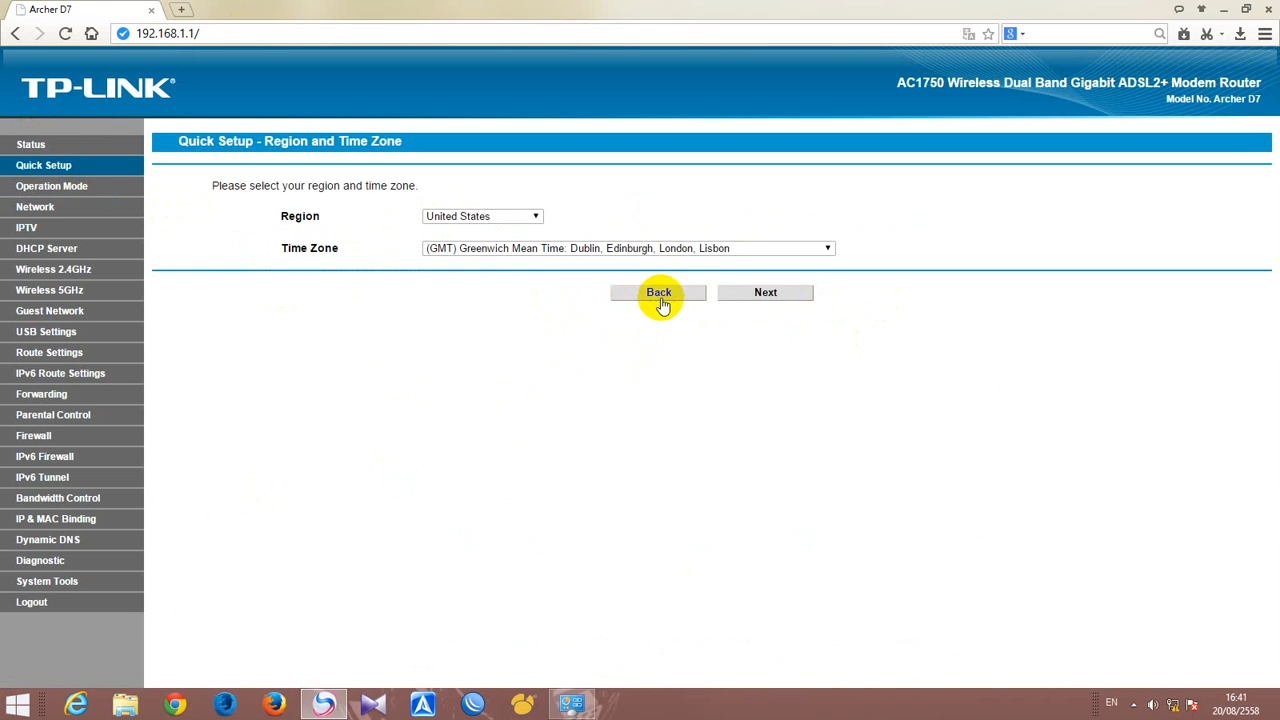 Archer D7
192.168.1.1/
TP-LINK®
AC1750 Wireless Dual Band Gigabit ADSL2+ Modem Router
Model No. Archer D7
Status
Quick Setup
Operation Mode
Network
IPTV
DHCP Server
Wireless 2.4GHz
Wireless 5GHz
Guest Network
USB Settings
Route Settings
IPv6 Route Settings
Forwarding
Parental Control
Firewall
IPv6 Firewall
IPv6 Tunnel
Bandwidth Control
IP & MAC Binding
Dynamic DNS
Diagnostic
System Tools
Logout
Quick Setup - Region and Time Zone
Please select your region and time zone.
Region United States
Time Zone (GMT) Greenwich Mean Time: Dublin, Edinburgh, London, Lisbon
Back Next
EN
16:41
20/08/2558